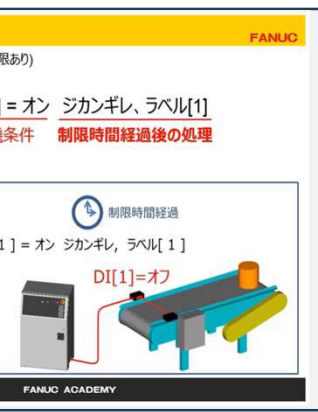 FANUC
限あり)
] = オン ジカンギレ、ラベル[1]
条件 制限時間経過後の処理
制限時間経過
1 ] = オン ジカンギレ, ラベル[ 1 ]
DI[1]=オフ
FANUC ACADEMY